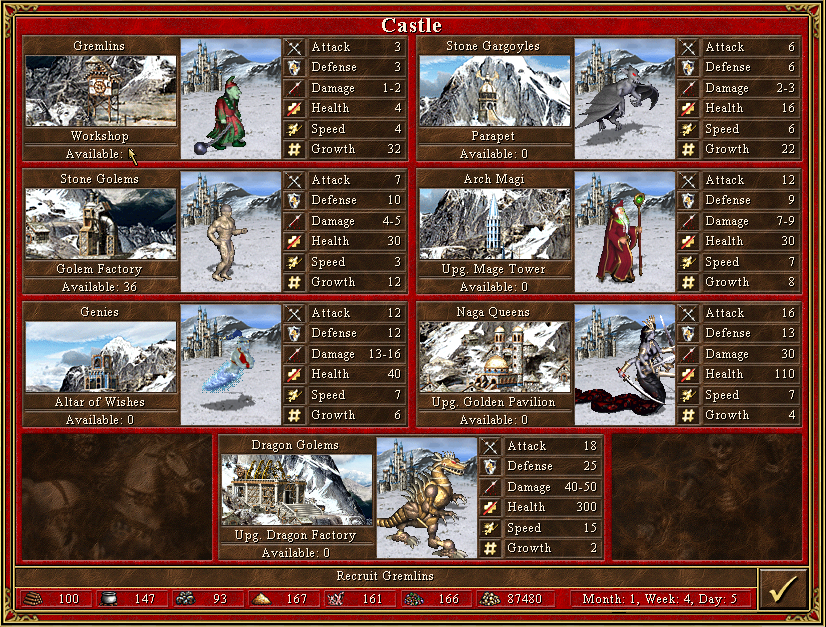 Castle
Gremlins
Workshop
Available:
Attack 3
Defense 3
Damage 1-2
Health 4
Speed 4
Growth 32
Stone Gargoyles
Parapet
Available: 0
Attack 6
Defense 6
Damage 2-3
Health 16
Speed 6
Growth 22
Stone Golems
Golem Factory
Available: 36
Attack 7
Defense 10
Damage 4-5
Health 30
Speed 3
Growth 12
Arch Magi
Upg. Mage Tower
Available: 0
Attack 12
Defense 9
Damage 7-9
Health 30
Speed 7
Growth 8
Genies
Altar of Wishes
Available: 0
Attack 12
Defense 12
Damage 13-16
Health 40
Speed 7
Growth 6
Naga Queens
Upg. Golden Pavilion
Available: 0
Attack 16
Defense 13
Damage 30
Health 110
Speed 7
Growth 4
Dragon Golems
Upg. Dragon Factory
Available: 0
Attack 18
Defense 25
Damage 40-50
Health 300
Speed 15
Growth 2
Recruit Gremlins
100 147 93 167 161 166 87480 Month: 1, Week: 4, Day: 5